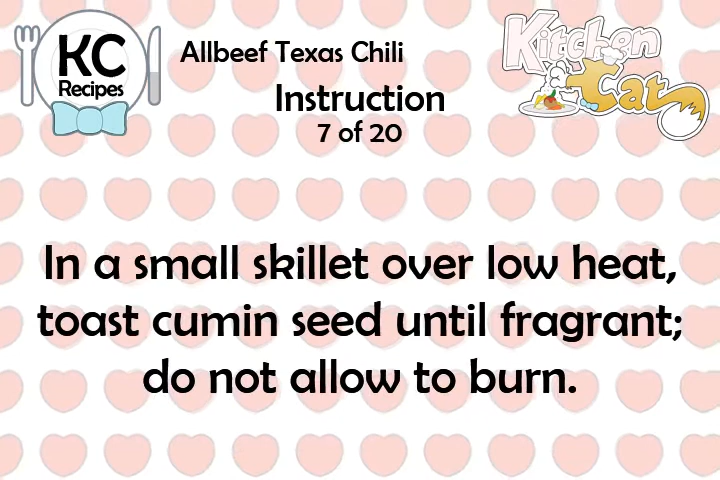 KC
Recipes
Allbeef Texas Chili
Kitchen
Cat
Instruction
7 of 20
In a small skillet over low heat,
toast cumin seed until fragrant;
do not allow to burn.